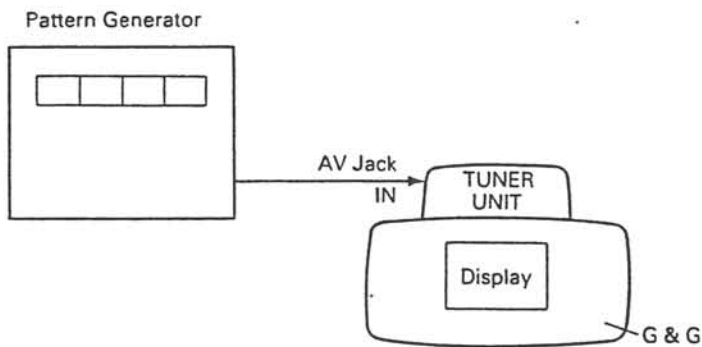 Pattern Generator
AV Jack
IN
TUNER
UNIT
Display
G & G